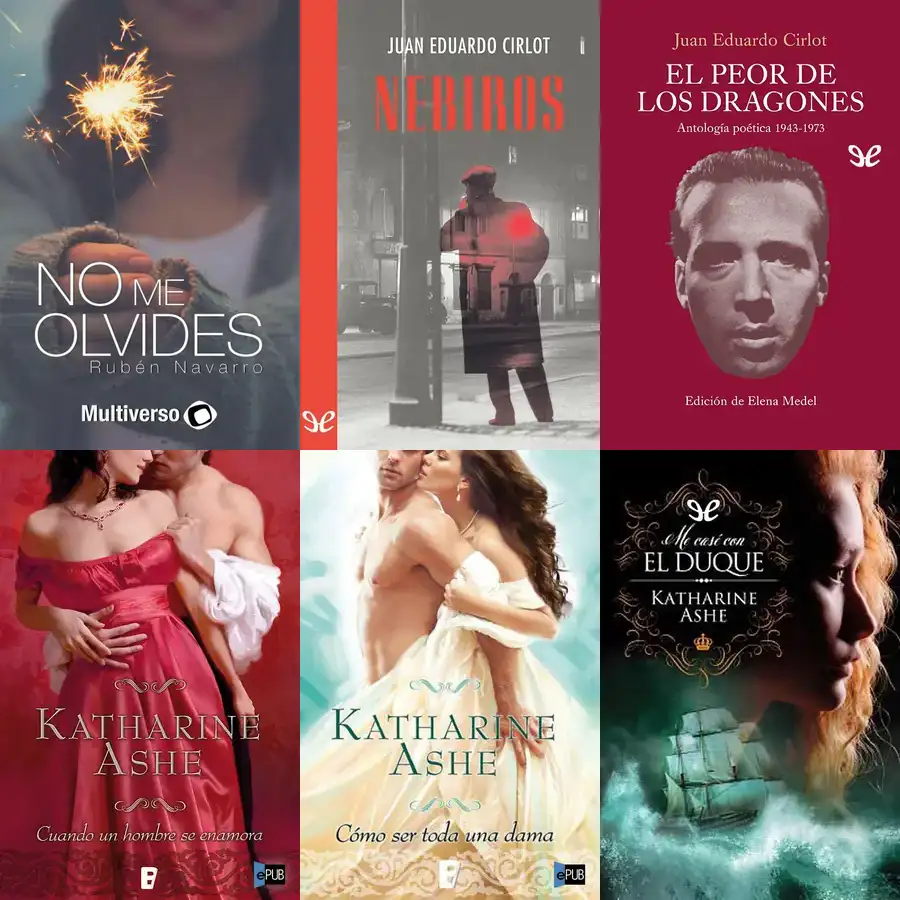 NO ME
OLVIDES
Rubén Navarro
Multiverso
JUAN EDUARDO CIRLOT
NEBIROS
Juan Eduardo Cirlot
EL PEOR DE
LOS DRAGONES
Antología poética 1943-1973
Edición de Elena Medel
KATHARINE
ASHE
Cuando un hombre se enamora
B
ePUB
KATHARINE
ASHE
Cómo ser toda una dama
B
ePUB
Me casé con
EL DUQUE
KATHARINE
ASHE